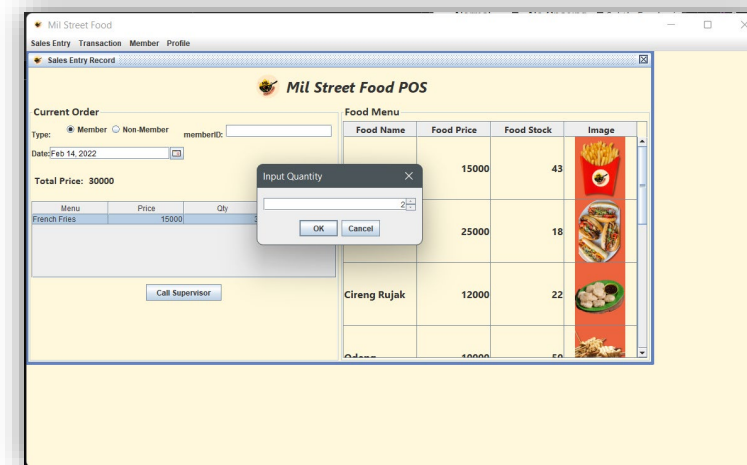 Mil Street Food
Sales Entry Transaction Member Profile
Sales Entry Record
Mil Street Food POS
Current Order
Type: Member Non-Member memberID:
Date: Feb 14, 2022
Total Price: 30000
Menu Price Qty
French Fries 15000
Call Supervisor
Input Quantity
2
OK Cancel
Food Menu
Food Name Food Price Food Stock Image
15000 43
25000 18
Cireng Rujak 12000 22